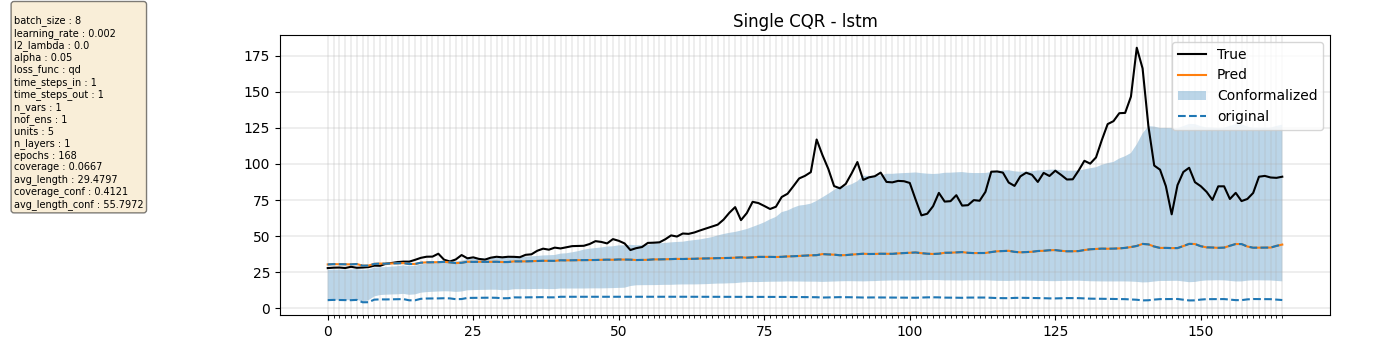 batch_size : 8
learning_rate : 0.002
l2_lambda : 0.0
alpha : 0.05
loss_func : qd
time_steps_in : 1
time_steps_out : 1
n_vars : 1
nof_ens : 1
units : 5
n_layers : 1
epochs : 168
coverage : 0.0667
avg_length : 29.4797
coverage_conf : 0.4121
avg_length_conf : 55.7972
Single CQR - lstm
175
150
125
100
75
50
25
0
True
Pred
Conformalized
original
0 25 50 75 100 125 150